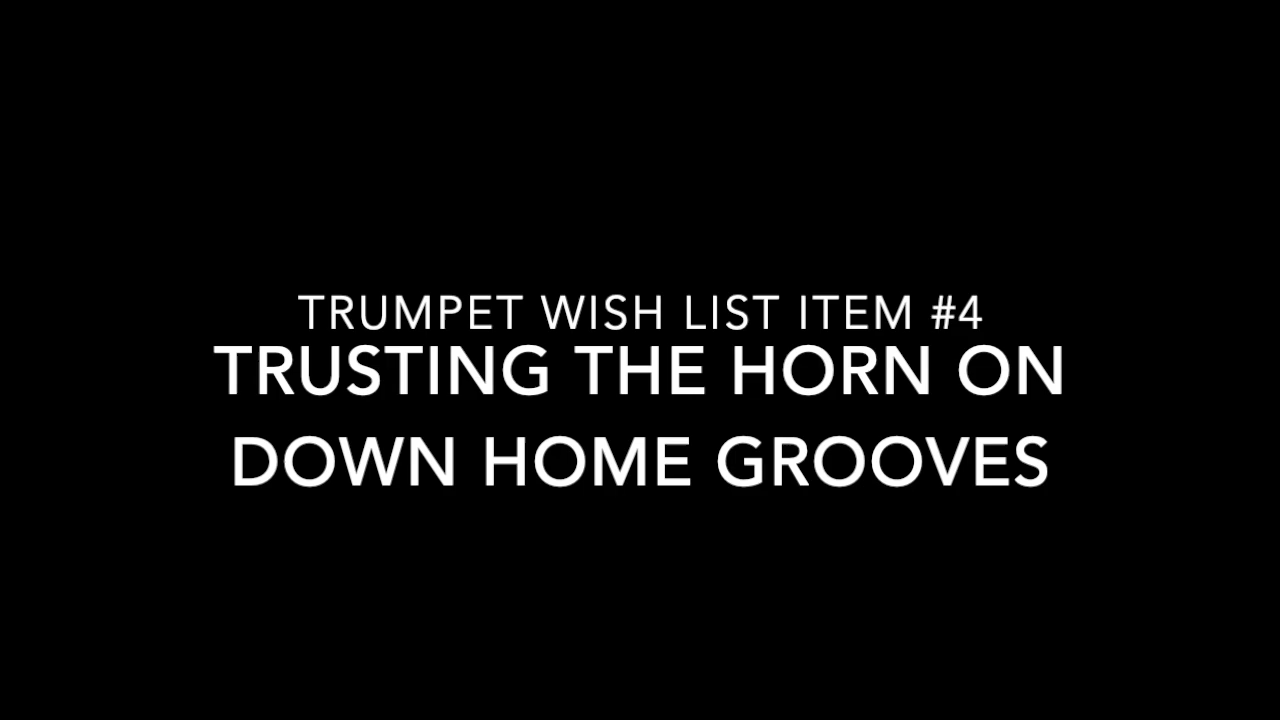 TRUMPET WISH LIST ITEM #4
TRUSTING THE HORN ON
DOWN HOME GROOVES